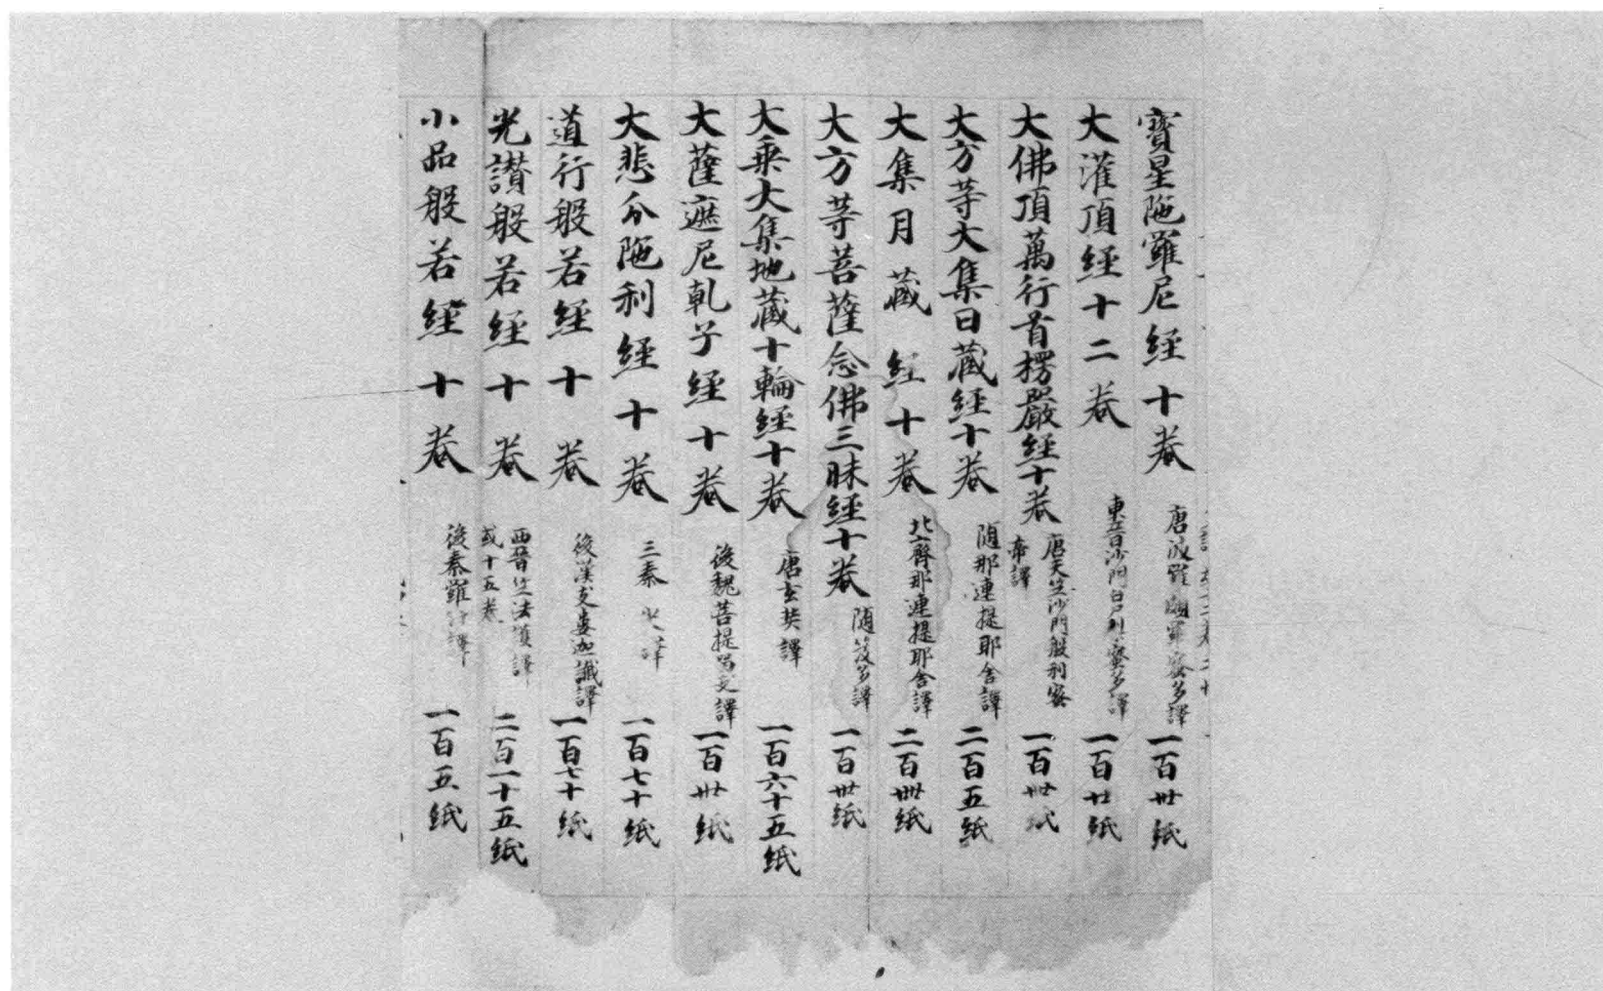 寶星陁羅尼經十卷 唐波羅頗蜜多譯 一百卅紙
大灌頂經十二卷 東晉沙門白尸利蜜多譯 一百廿紙
大佛頂萬行首楞嚴經十卷 唐天竺沙門般刺蜜帝譯 一百卌紙
大方等大集日藏經十卷 隨那連提耶舍譯 二百五紙
大集月藏經十卷 北齊那連提耶舍譯 二百卌紙
大方等菩薩念佛三昧經十卷 隨笈多譯 一百卅紙
大乗大集地藏十輪經十卷 唐玄奘譯 一百六十五紙
大薩遮尼乹子經十卷 後魏菩提留支譯 一百卅紙
大悲分陁利經十卷 三秦失譯 一百七十紙
道行般若經十卷 後漢支婁迦讖譯 一百七十紙
光讃般若經十卷 西晉竺法護譯或十五卷 二百一十五紙
小品般若經十卷 後秦羅什譯 一百五紙